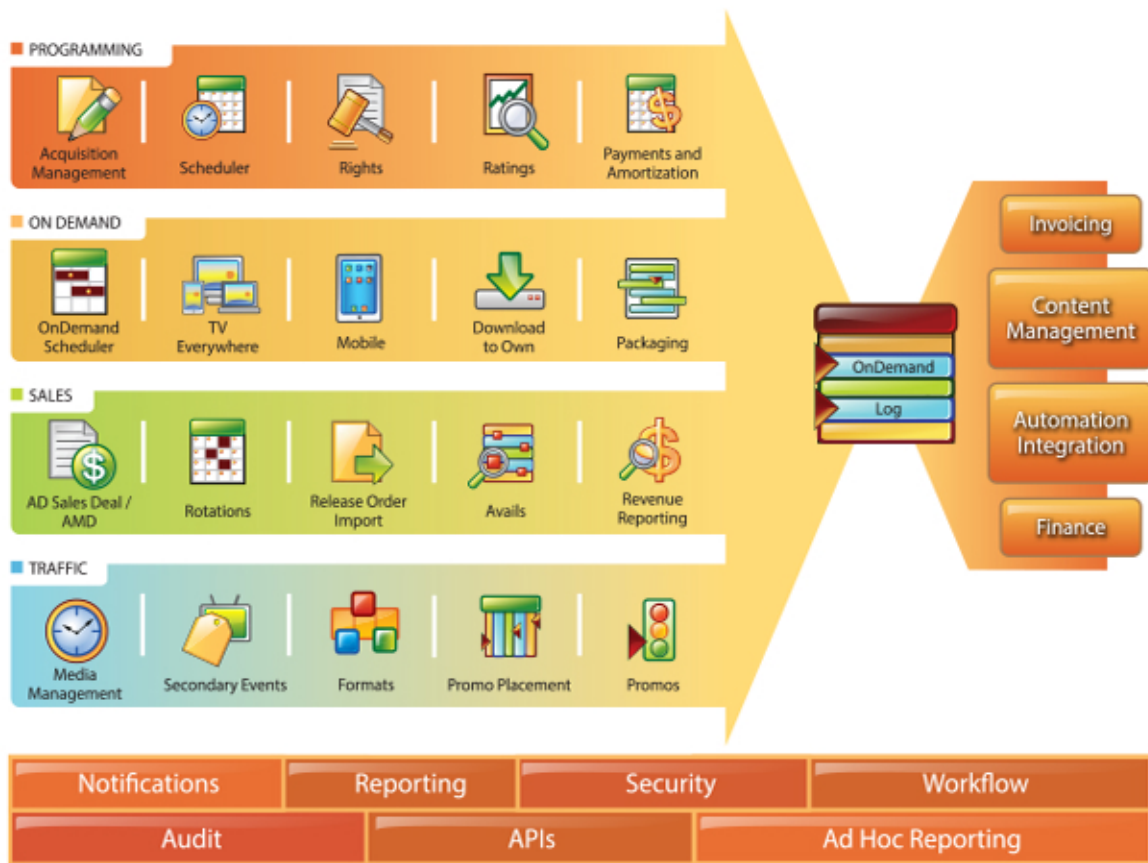 PROGRAMMING
Acquisition
Management
Scheduler
Rights
Ratings
Payments and
Amortization
ON DEMAND
OnDemand
Scheduler
TV
Everywhere
Mobile
Download
to Own
Packaging
SALES
AD Sales Deal /
AMD
Rotations
Release Order
Import
Avails
Revenue
Reporting
TRAFFIC
Media
Management
Secondary Events
Formats
Promo Placement
Promos
OnDemand
Log
Invoicing
Content
Management
Automation
Integration
Finance
Notifications
Reporting
Security
Workflow
Audit
APIs
Ad Hoc Reporting